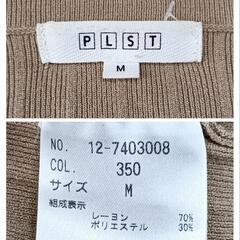 PLST
M
NO. 12-7403008
COL. 350
サイズ M
組成表示
レーヨン 70%
ポリエステル 30%